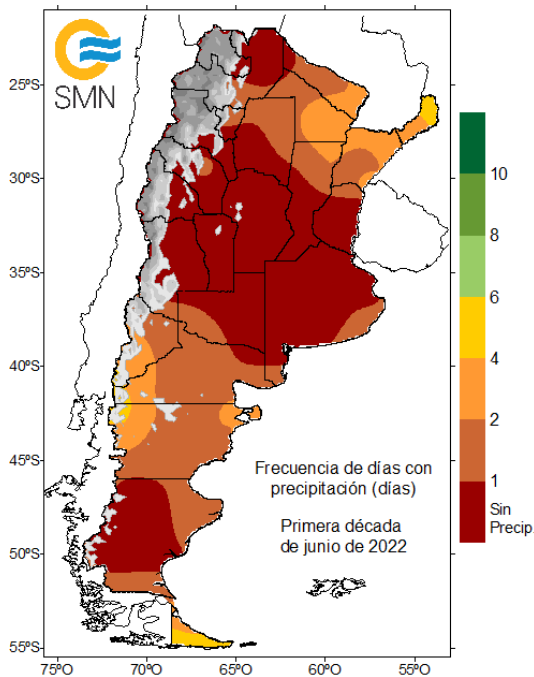 SMN
25ºS
30ºS
35ºS
40ºS
45ºS
50ºS
55ºS
75ºO
70ºO
65ºO
60ºO
55ºO
10
8
6
4
2
1
Sin
Precip.
Frecuencia de días con
precipitación (días)
Primera década
de junio de 2022